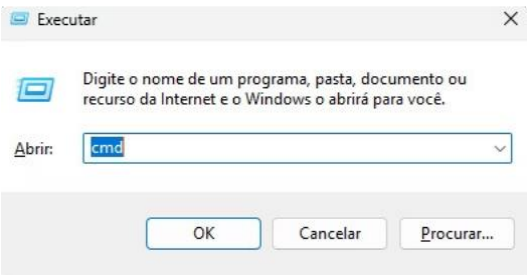 Executar
Digite o nome de um programa, pasta, documento ou
recurso da Internet e o Windows o abrirá para você.
Abrir: cmd
OK Cancelar Procurar...